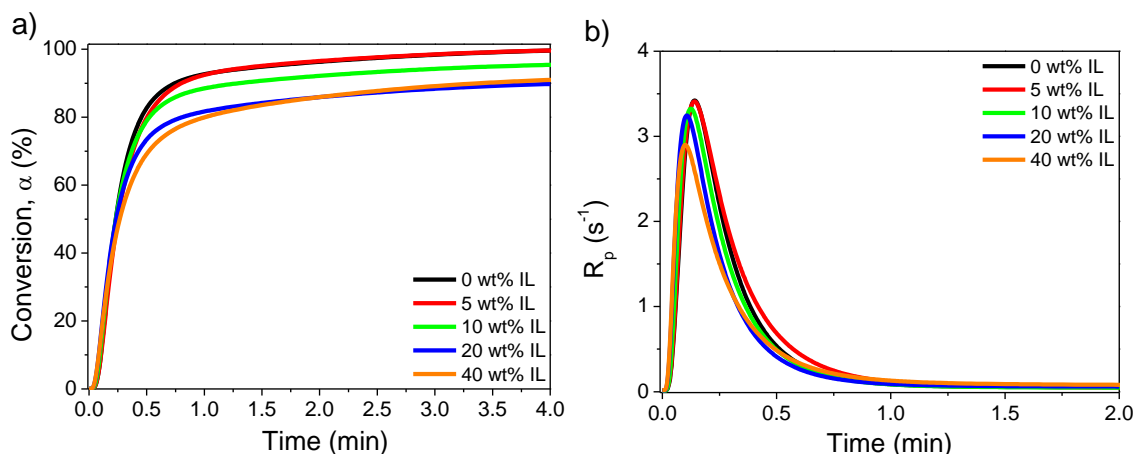 a)
100
80
60
40
20
0
Conversion, α (%)
0.0 0.5 1.0 1.5 2.0 2.5 3.0 3.5 4.0
Time (min)
0 wt% IL
5 wt% IL
10 wt% IL
20 wt% IL
40 wt% IL
b)
4
3
2
1
0
Rp (s-1)
0.0 0.5 1.0 1.5 2.0
Time (min)
0 wt% IL
5 wt% IL
10 wt% IL
20 wt% IL
40 wt% IL